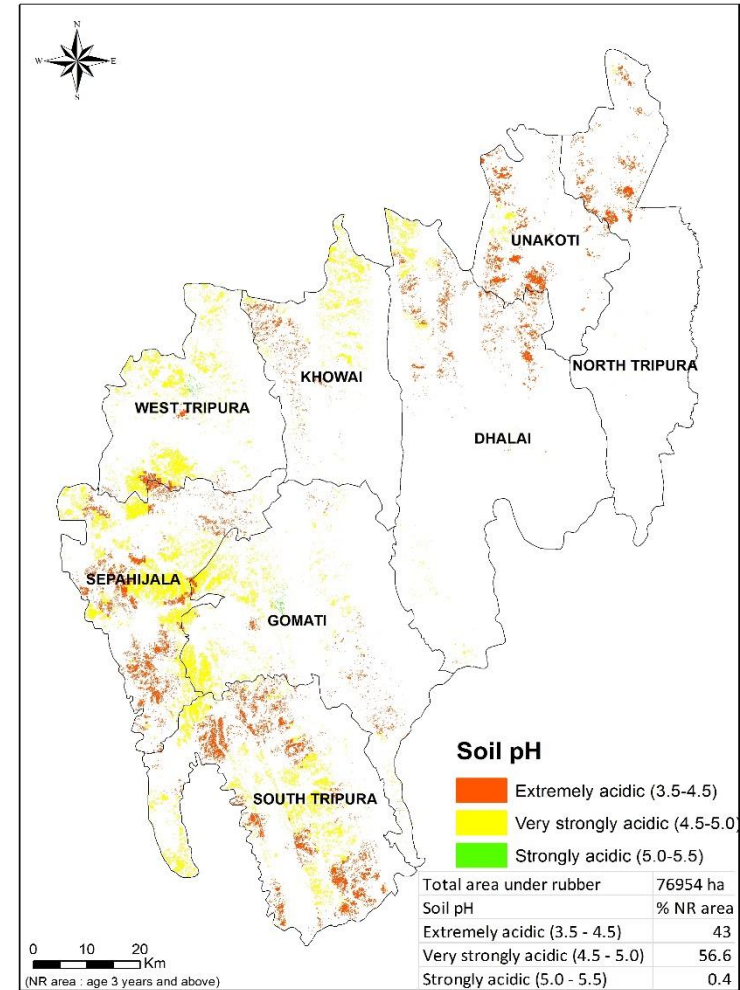 N
W E
S
UNAKOTI
NORTH TRIPURA
KHOWAI
WEST TRIPURA
DHALAI
SEPAHIJALA
GOMATI
SOUTH TRIPURA
Soil pH
Extremely acidic (3.5-4.5)
Very strongly acidic (4.5-5.0)
Strongly acidic (5.0-5.5)
Total area under rubber 76954 ha
Soil pH % NR area
Extremely acidic (3.5 - 4.5) 43
Very strongly acidic (4.5 - 5.0) 56.6
Strongly acidic (5.0 - 5.5) 0.4
0 10 20
Km
(NR area : age 3 years and above)